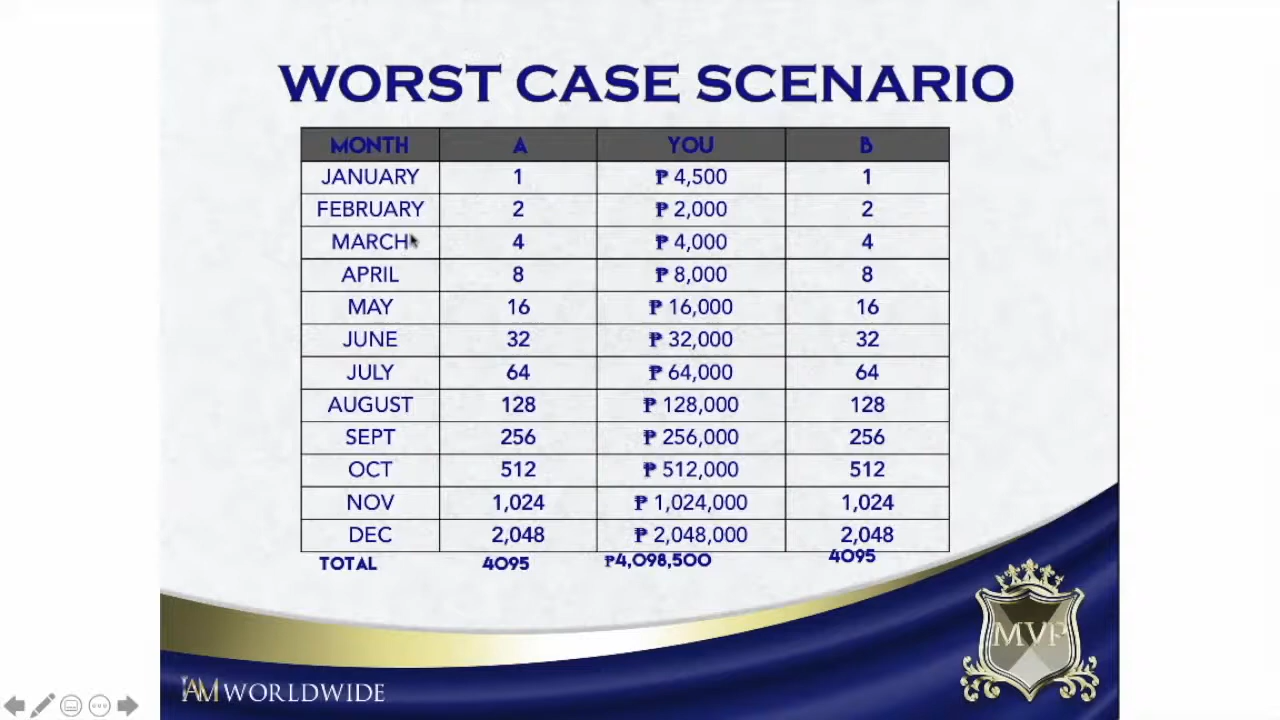 WORST CASE SCENARIO
MONTH A YOU B
JANUARY 1 ₱ 4,500 1
FEBRUARY 2 ₱ 2,000 2
MARCH 4 ₱ 4,000 4
APRIL 8 ₱ 8,000 8
MAY 16 ₱ 16,000 16
JUNE 32 ₱ 32,000 32
JULY 64 ₱ 64,000 64
AUGUST 128 ₱ 128,000 128
SEPT 256 ₱ 256,000 256
OCT 512 ₱ 512,000 512
NOV 1,024 ₱ 1,024,000 1,024
DEC 2,048 ₱ 2,048,000 2,048
TOTAL 4095 ₱4,098,500 4095
MVP
IAM WORLDWIDE